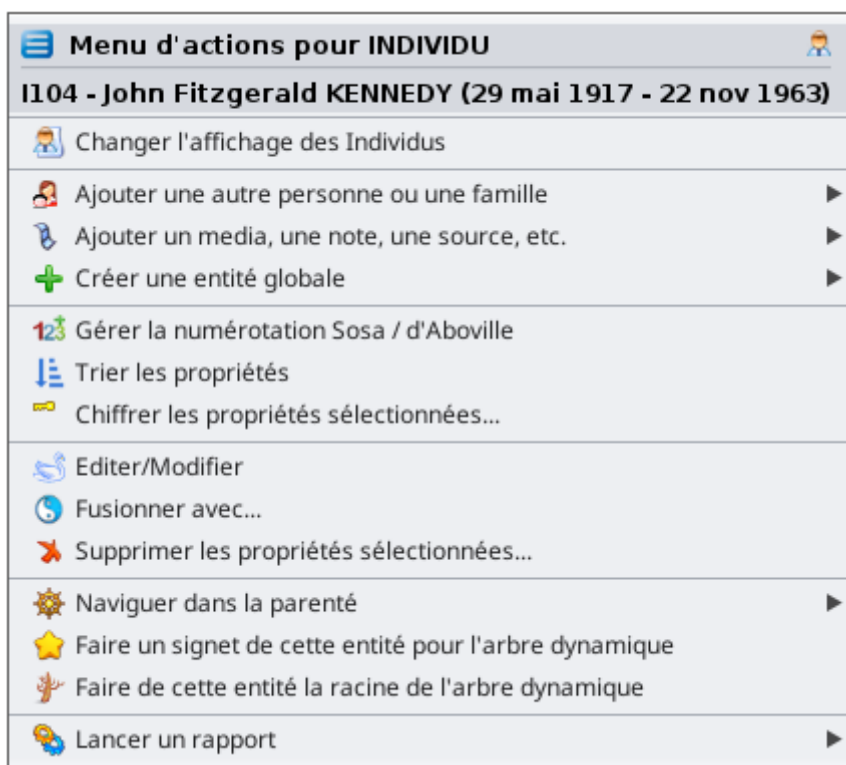 Menu d'actions pour INDIVIDU
I104 - John Fitzgerald KENNEDY (29 mai 1917 - 22 nov 1963)
Changer l'affichage des Individus
Ajouter une autre personne ou une famille
Ajouter un media, une note, une source, etc.
Créer une entité globale
123 Gérer la numérotation Sosa / d'Aboville
Trier les propriétés
Chiffrer les propriétés sélectionnées...
Editer/Modifier
Fusionner avec...
Supprimer les propriétés sélectionnées...
Naviguer dans la parenté
Faire un signet de cette entité pour l'arbre dynamique
Faire de cette entité la racine de l'arbre dynamique
Lancer un rapport